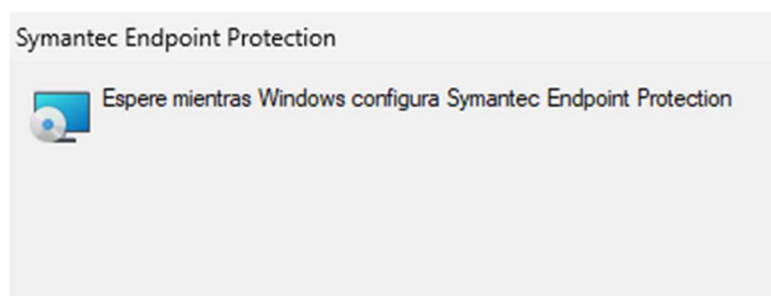 Symantec Endpoint Protection
Espere mientras Windows configura Symantec Endpoint Protection